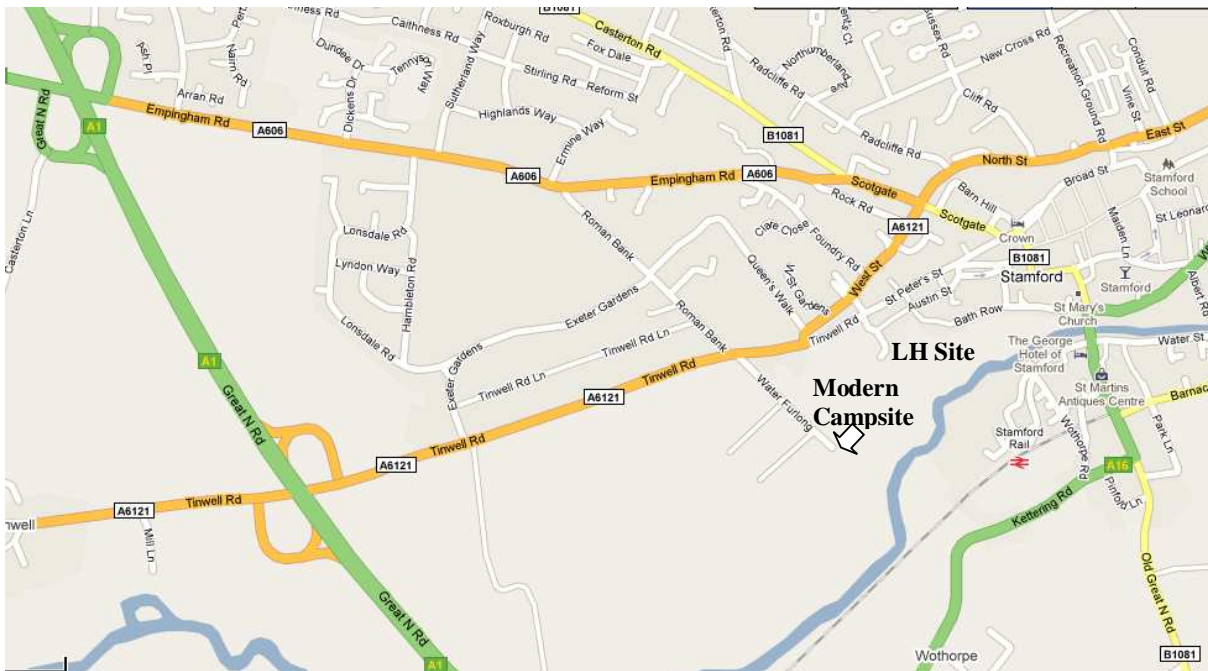 B1081
Caithness Rd
Roxburgh Rd
Casterton Rd
Fox Dale
Sussex Rd
New Cross Rd
Conduit Rd
Ash Pl
Nairn Rd
Dundee Dr
Tennys
Way
Sutherland Way
Stirling Rd
Reform St
Northumberland Ave
Radcliffe Rd
Recreation Ground Rd
Vine St
Arran Rd
Dickens Dr
Highlands Way
Cliff Rd
Great N Rd
A1
Empingham Rd
A606
Ermine Way
B1081
Radcliffe Rd
North St
East St
Broad St
Stamford School
A606
Empingham Rd
A606
Scotgate
Barn Hill
Rock Rd
Scotgate
St Leonard
Maiden Ln
Casterton Ln
Roman Bank
Clare Close
Foundry Rd
A6121
Crown
B1081
Lonsdale Rd
Lyndon Way
Hambleton Rd
Queen's Walk
W St Gardens
West St
St Peter's St
Austin St
Stamford
Stamford
Albert Rd
Exeter Gardens
Roman Bank
Bath Row
St Mary's Church
Lonsdale Rd
Tinwell Rd Ln
Tinwell Rd
Water St
A1
Great N Rd
Exeter Gardens
Tinwell Rd Ln
Tinwell Rd
A6121
LH Site
The George Hotel of Stamford
Modern
Campsite
Water Furlong
St Martins Antiques Centre
Barnac
Stamford Rail
Wothorpe Rd
Park Ln
Tinwell Rd
A6121
A16
Pinfold Ln
Kettering Rd
Tinwell Rd
A6121
nwell
Mill Ln
Great N Rd
A1
Old Great N Rd
Wothorpe
B1081